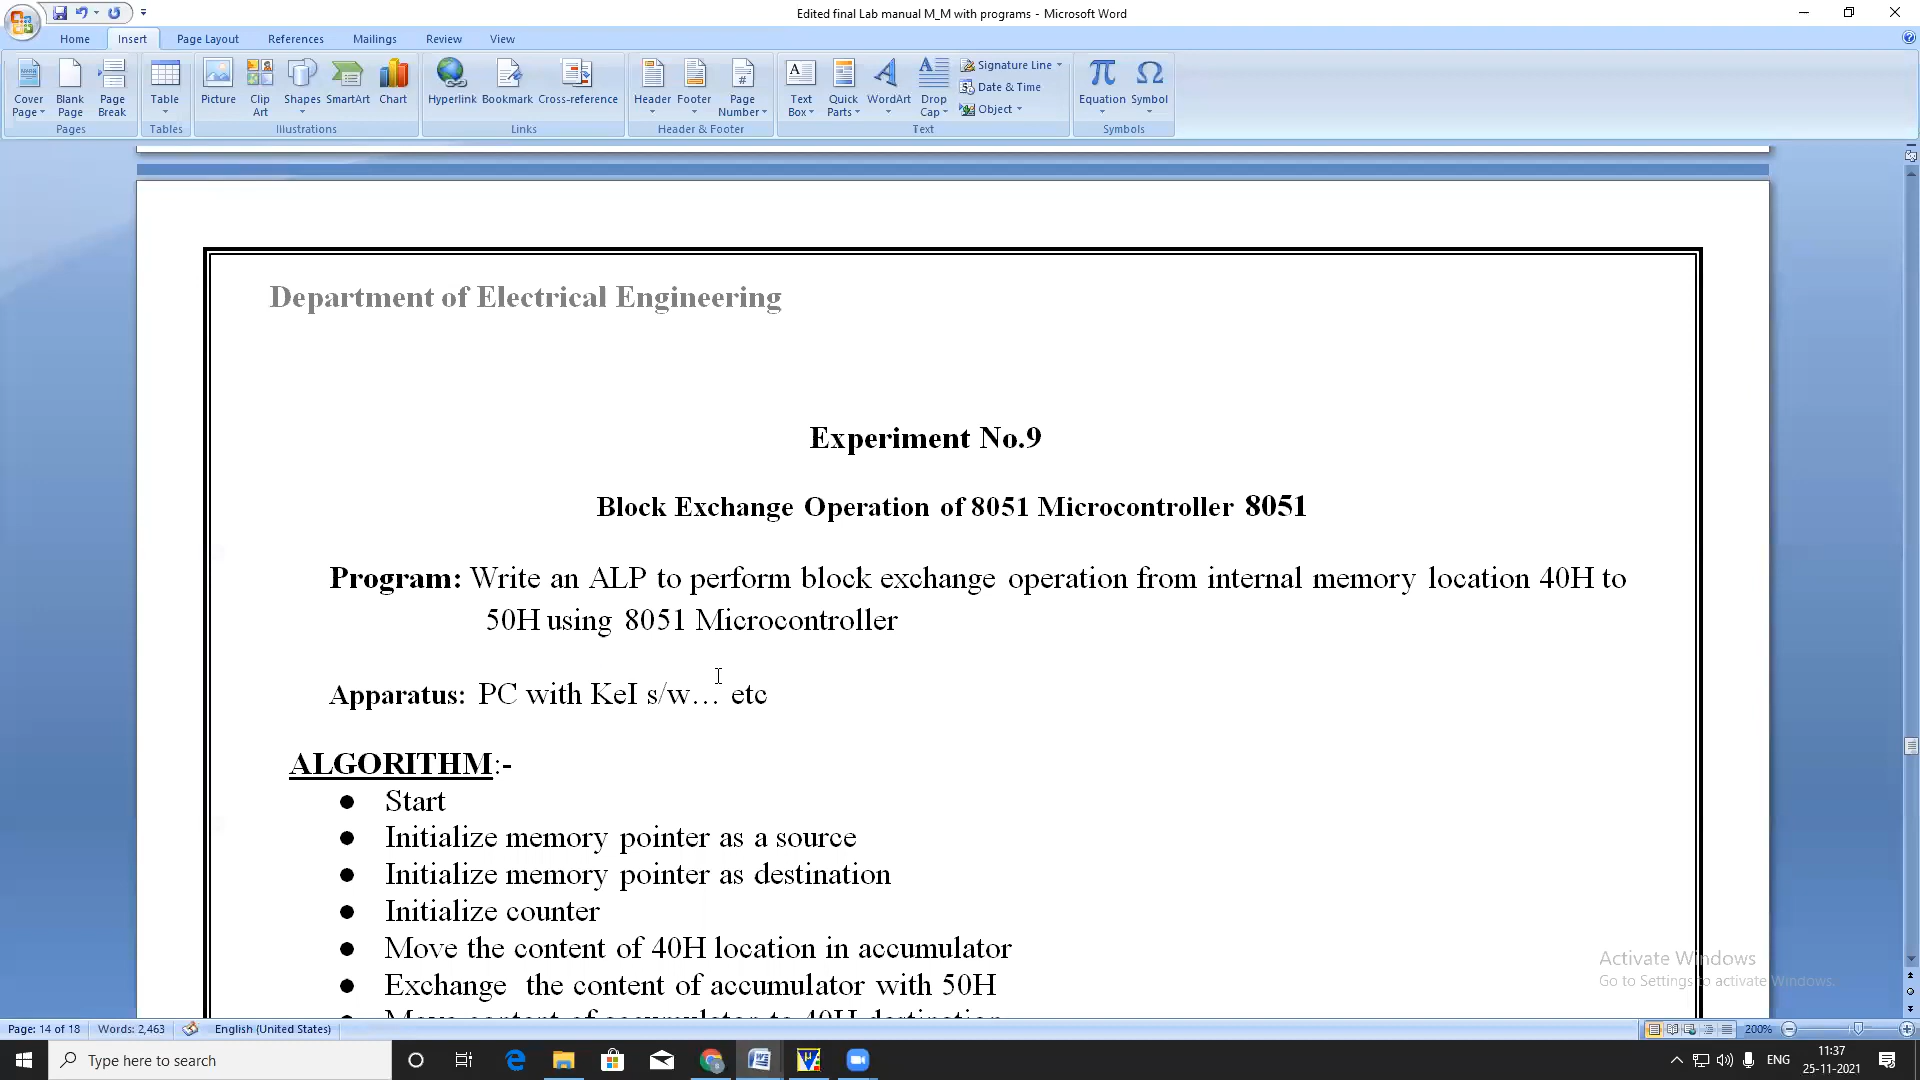 Edited final Lab manual M_M with programs - Microsoft Word
Home Insert Page Layout References Mailings Review View
Cover Page Blank Page Page Break Table Picture Clip Art Shapes SmartArt Chart Hyperlink Bookmark Cross-reference Header Footer Page Number Text Box Quick Parts WordArt Drop Cap Signature Line Date & Time Object Equation Symbol
Pages Tables Illustrations Links Header & Footer Text Symbols
Department of Electrical Engineering
Experiment No.9
Block Exchange Operation of 8051 Microcontroller 8051
Program: Write an ALP to perform block exchange operation from internal memory location 40H to
50H using 8051 Microcontroller
Apparatus: PC with KeI s/w… etc
ALGORITHM:-
● Start
● Initialize memory pointer as a source
● Initialize memory pointer as destination
● Initialize counter
● Move the content of 40H location in accumulator
● Exchange the content of accumulator with 50H
● Move content of accumulator to 40H destination
Activate Windows
Go to Settings to activate Windows.
Page: 14 of 18 Words: 2,463 English (United States) 200%
Type here to search ENG 11:37
25-11-2021